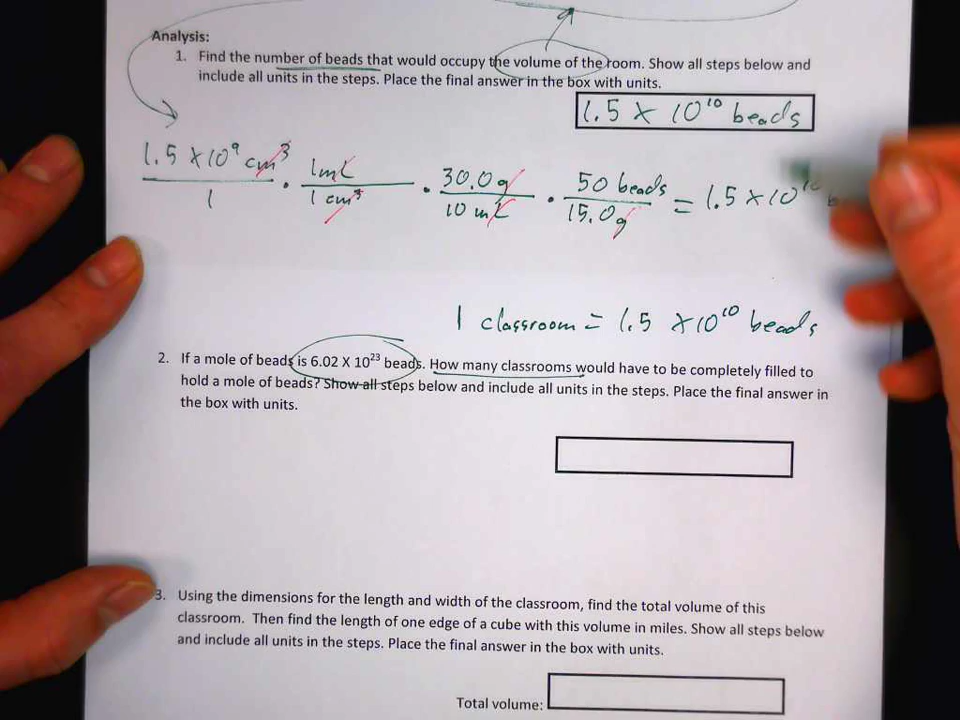 Analysis:
1. Find the number of beads that would occupy the volume of the room. Show all steps below and
include all units in the steps. Place the final answer in the box with units.
1.5 X 10¹⁰ beads
1.5 X10⁹ cm³ / 1 · 1mL / 1 cm³ · 30.0g / 10 mL · 50 beads / 15.0g = 1.5 X10¹⁰ b
1 classroom = 1.5 X10¹⁰ beads
2. If a mole of beads is 6.02 X 10²³ beads. How many classrooms would have to be completely filled to
hold a mole of beads? Show all steps below and include all units in the steps. Place the final answer in
the box with units.
3. Using the dimensions for the length and width of the classroom, find the total volume of this
classroom. Then find the length of one edge of a cube with this volume in miles. Show all steps below
and include all units in the steps. Place the final answer in the box with units.
Total volume: